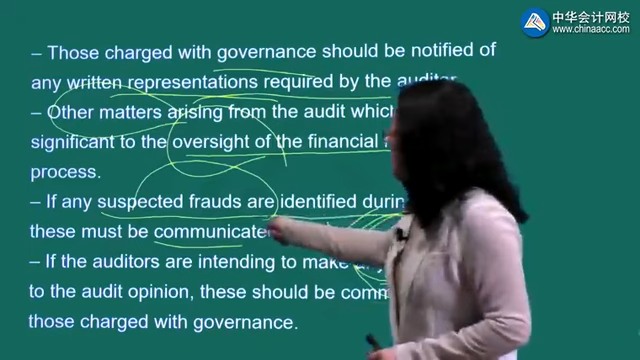 中华会计网校
www.chinaacc.com
– Those charged with governance should be notified of
any written representations required by the auditor
– Other matters arising from the audit which
significant to the oversight of the financial
process.
– If any suspected frauds are identified during
these must be communicated
– If the auditors are intending to make any
to the audit opinion, these should be
those charged with governance.